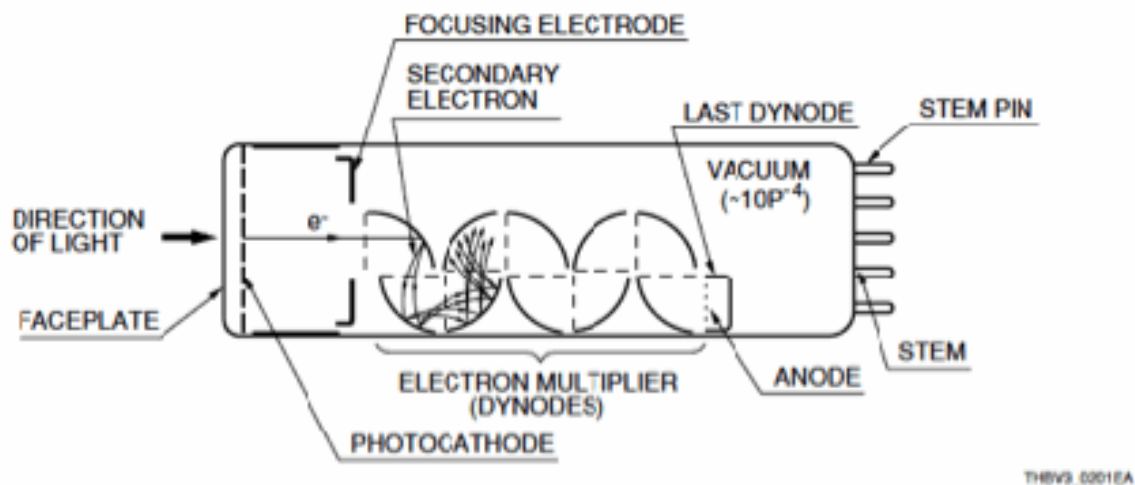 FOCUSING ELECTRODE
SECONDARY
ELECTRON
LAST DYNODE
STEM PIN
VACUUM
(~10P⁻⁴)
DIRECTION
OF LIGHT
e-
FACEPLATE
STEM
ANODE
ELECTRON MULTIPLIER
(DYNODES)
PHOTOCATHODE
THBV3_0201EA